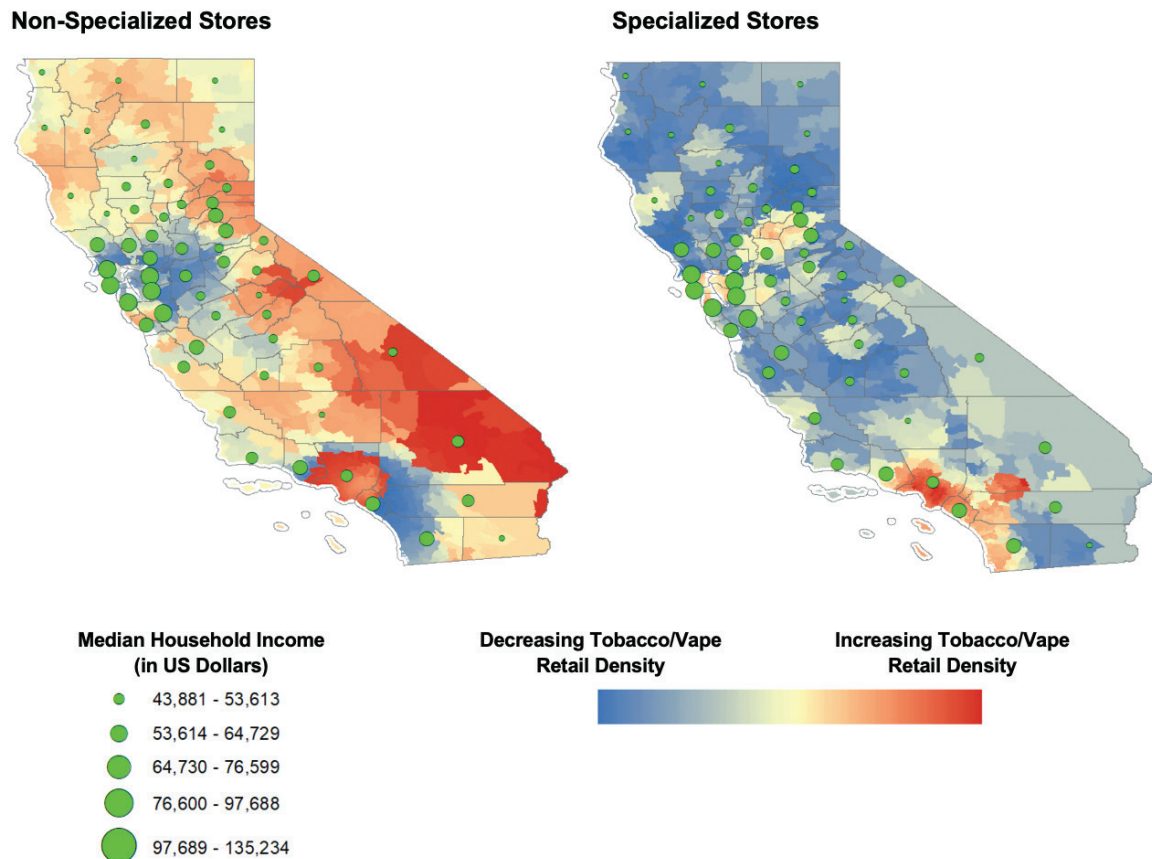 Non-Specialized Stores
Specialized Stores
Median Household Income
(in US Dollars)
43,881 - 53,613
53,614 - 64,729
64,730 - 76,599
76,600 - 97,688
97,689 - 135,234
Decreasing Tobacco/Vape
Retail Density
Increasing Tobacco/Vape
Retail Density